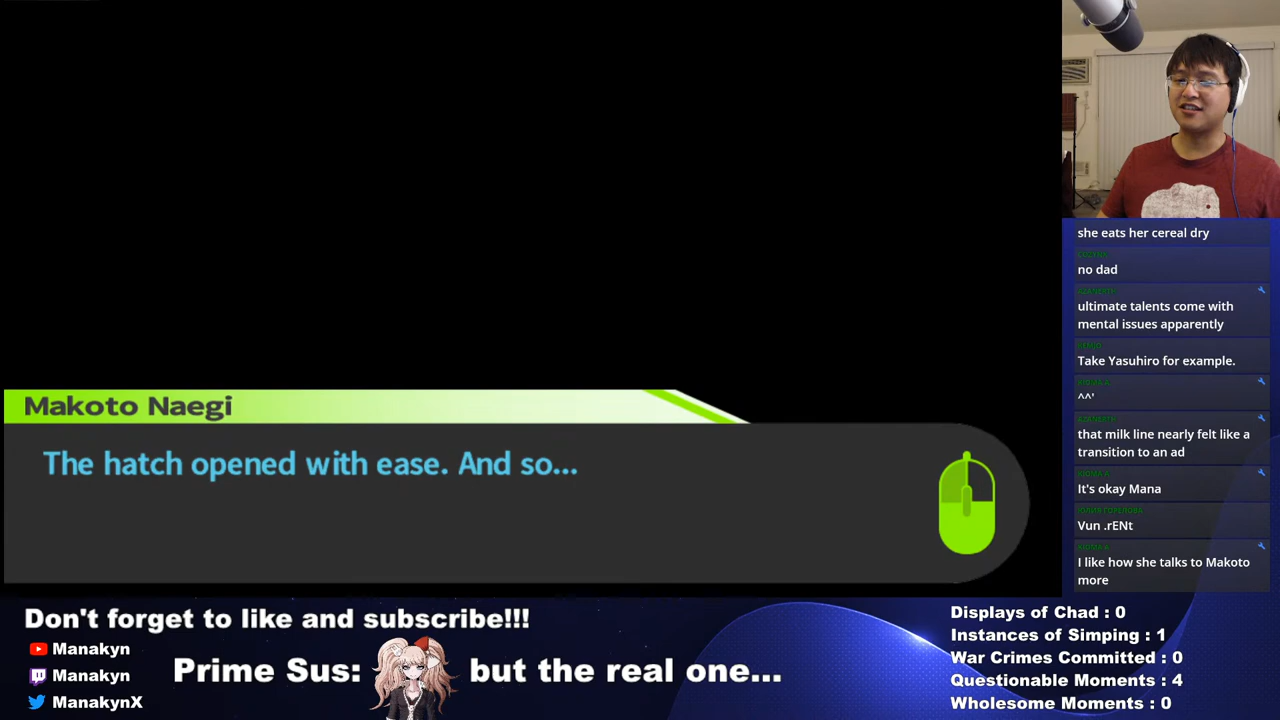 she eats her cereal dry
no dad
ultimate talents come with
mental issues apparently
Take Yasuhiro for example.
^^'
that milk line nearly felt like a
transition to an ad
It's okay Mana
ЮЛИЯ ГОРЕЛОВА
Vun .rENt
I like how she talks to Makoto
more
Makoto Naegi
The hatch opened with ease. And so...
Don't forget to like and subscribe!!!
Manakyn
Manakyn
ManakynX
Prime Sus: but the real one...
Displays of Chad : 0
Instances of Simping : 1
War Crimes Committed : 0
Questionable Moments : 4
Wholesome Moments : 0